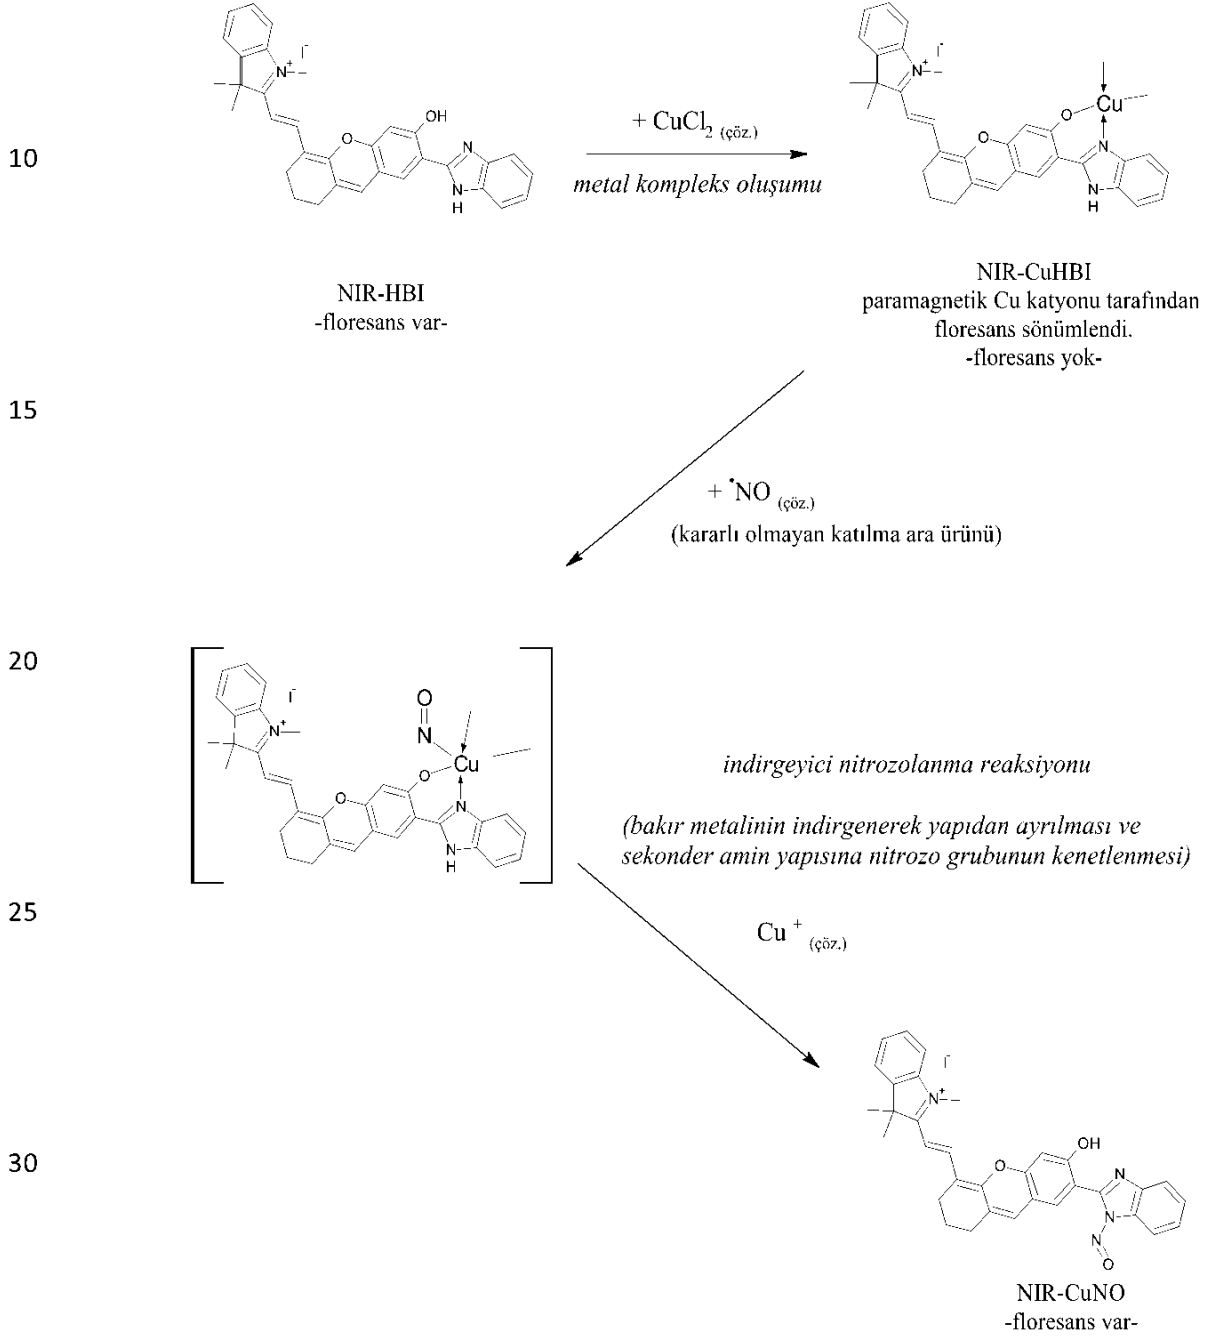 I⁻
N⁺
OH
O
N
N
H
+ CuCl₂ (çöz.)
metal kompleks oluşumu
I⁻
N⁺
Cu
O
O
N
N
H
10
NIR-HBI
-floresans var-
NIR-CuHBI
paramagnetik Cu katyonu tarafından
floresans sönümlendi.
-floresans yok-
15
+ •NO (çöz.)
(kararlı olmayan katılma ara ürünü)
20
I⁻
N⁺
O
N
Cu
O
O
N
N
H
indirgeyici nitrozolanma reaksiyonu
(bakır metalinin indirgenerek yapıdan ayrılması ve
sekonder amin yapısına nitrozo grubunun kenetlenmesi)
25
Cu⁺ (çöz.)
30
I⁻
N⁺
OH
O
N
N
N
O
NIR-CuNO
-floresans var-